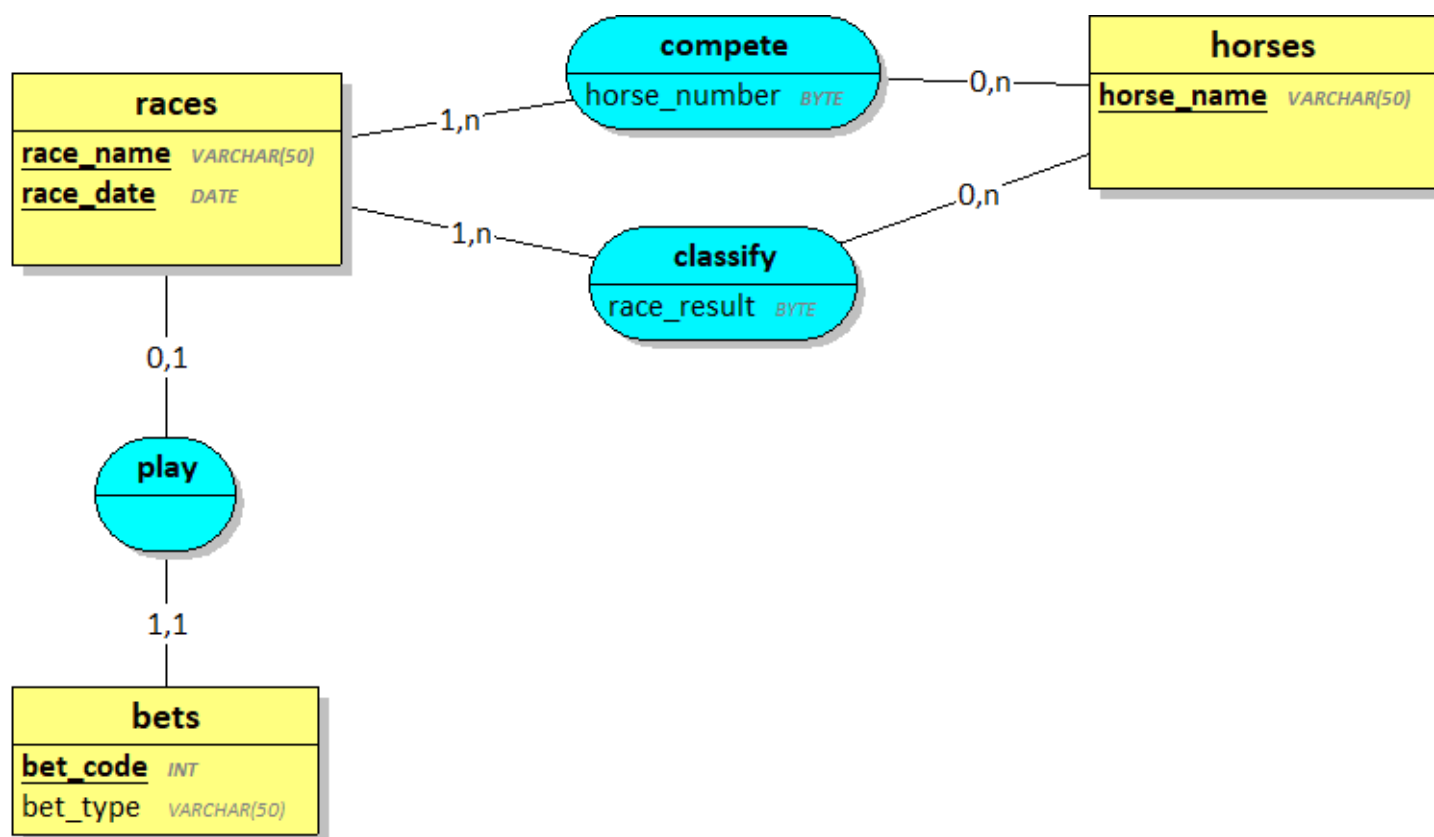 races
race_name VARCHAR(50)
race_date DATE
compete
horse_number BYTE
horses
horse_name VARCHAR(50)
1,n
0,n
1,n
0,n
classify
race_result BYTE
0,1
play
1,1
bets
bet_code INT
bet_type VARCHAR(50)